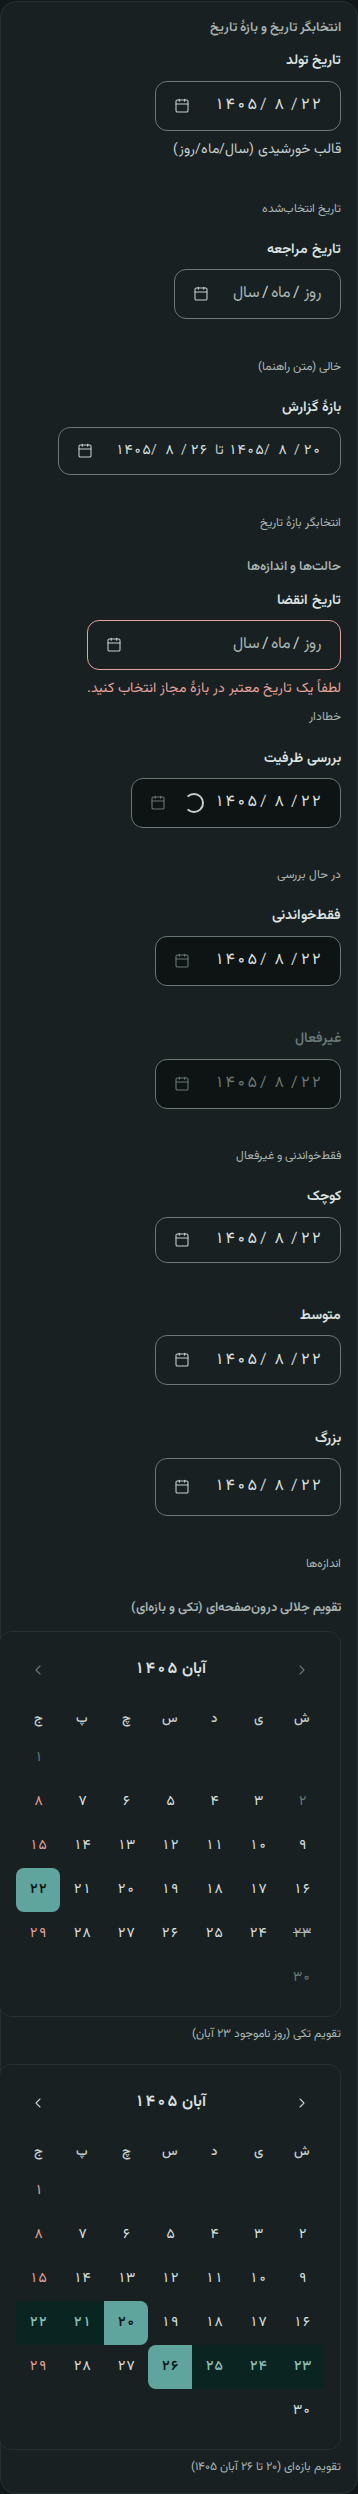 انتخابگر تاریخ و بازهٔ تاریخ
تاریخ تولد
۱۴۰۵/ ۸ /۲۲
قالب خورشیدی (سال/ماه/روز)
تاریخ انتخاب‌شده
تاریخ مراجعه
روز / ماه / سال
خالی (متن راهنما)
بازهٔ گزارش
۱۴۰۵/ ۸ /۲۰ تا ۱۴۰۵/ ۸ /۲۶
انتخابگر بازهٔ تاریخ
حالت‌ها و اندازه‌ها
تاریخ انقضا
روز / ماه / سال
لطفاً یک تاریخ معتبر در بازهٔ مجاز انتخاب کنید.
خطادار
بررسی ظرفیت
۱۴۰۵/ ۸ /۲۲
در حال بررسی
فقط‌خواندنی
۱۴۰۵/ ۸ /۲۲
غیرفعال
۱۴۰۵/ ۸ /۲۲
فقط‌خواندنی و غیرفعال
کوچک
۱۴۰۵/ ۸ /۲۲
متوسط
۱۴۰۵/ ۸ /۲۲
بزرگ
۱۴۰۵/ ۸ /۲۲
اندازه‌ها
تقویم جلالی درون‌صفحه‌ای (تکی و بازه‌ای)
آبان ۱۴۰۵
ش ی د س چ پ ج
۱
۲ ۳ ۴ ۵ ۶ ۷ ۸
۹ ۱۰ ۱۱ ۱۲ ۱۳ ۱۴ ۱۵
۱۶ ۱۷ ۱۸ ۱۹ ۲۰ ۲۱ ۲۲
۲۳ ۲۴ ۲۵ ۲۶ ۲۷ ۲۸ ۲۹
۳۰
تقویم تکی (روز ناموجود ۲۳ آبان)
آبان ۱۴۰۵
ش ی د س چ پ ج
۱
۲ ۳ ۴ ۵ ۶ ۷ ۸
۹ ۱۰ ۱۱ ۱۲ ۱۳ ۱۴ ۱۵
۱۶ ۱۷ ۱۸ ۱۹ ۲۰ ۲۱ ۲۲
۲۳ ۲۴ ۲۵ ۲۶ ۲۷ ۲۸ ۲۹
۳۰
تقویم بازه‌ای (۲۰ تا ۲۶ آبان ۱۴۰۵)